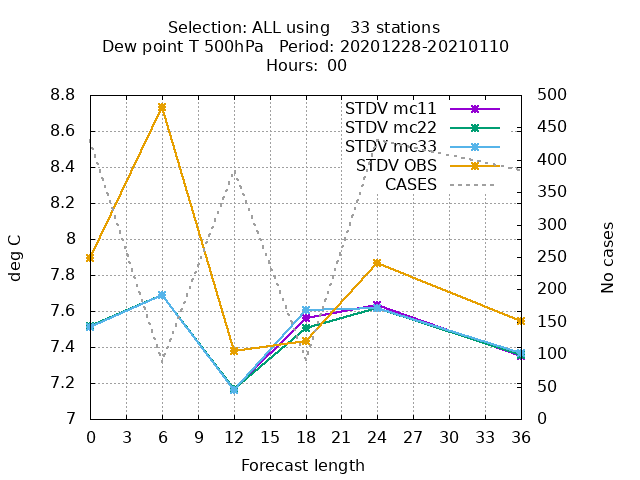 Selection: ALL using    33 stations
Dew point T 500hPa   Period: 20201228-20210110
Hours:  00
STDV mc11
STDV mc22
STDV mc33
STDV OBS
CASES
deg C
No cases
8.8
8.6
8.4
8.2
8
7.8
7.6
7.4
7.2
7
500
450
400
350
300
250
200
150
100
50
0
0 3 6 9 12 15 18 21 24 27 30 33 36
Forecast length